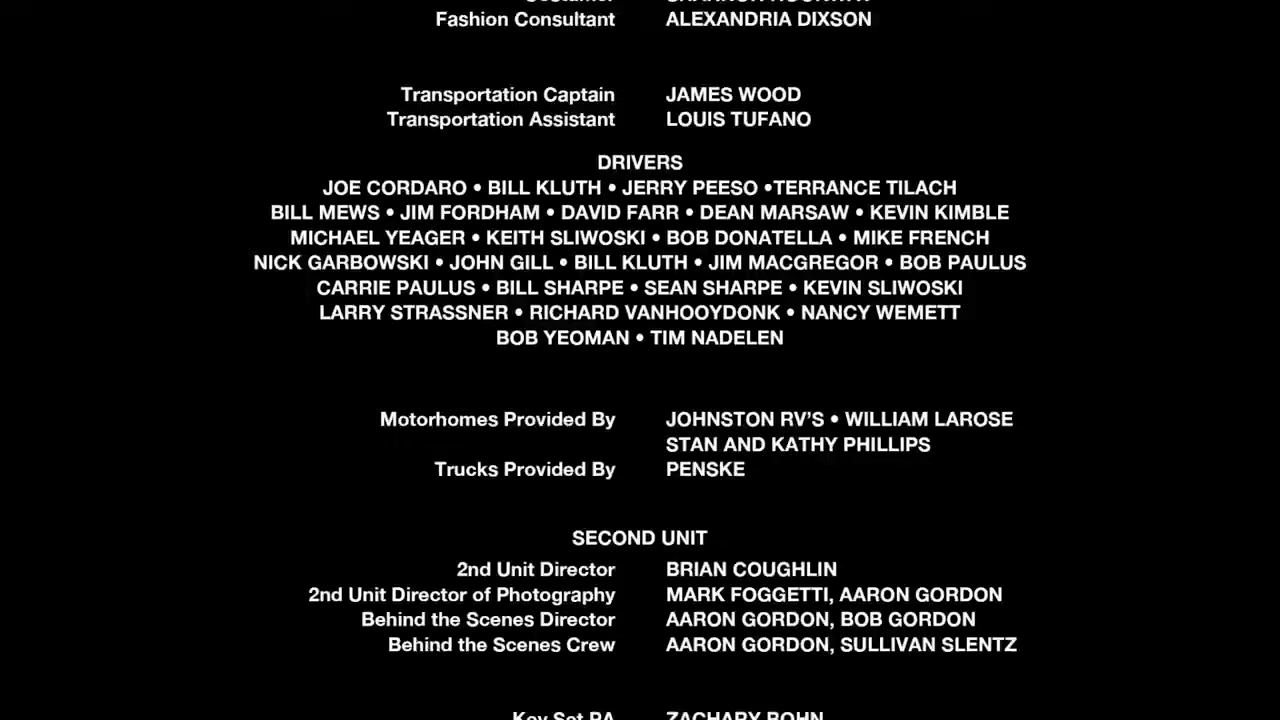 Fashion Consultant ALEXANDRIA DIXSON
Transportation Captain JAMES WOOD
Transportation Assistant LOUIS TUFANO
DRIVERS
JOE CORDARO • BILL KLUTH • JERRY PEESO •TERRANCE TILACH
BILL MEWS • JIM FORDHAM • DAVID FARR • DEAN MARSAW • KEVIN KIMBLE
MICHAEL YEAGER • KEITH SLIWOSKI • BOB DONATELLA • MIKE FRENCH
NICK GARBOWSKI • JOHN GILL • BILL KLUTH • JIM MACGREGOR • BOB PAULUS
CARRIE PAULUS • BILL SHARPE • SEAN SHARPE • KEVIN SLIWOSKI
LARRY STRASSNER • RICHARD VANHOOYDONK • NANCY WEMETT
BOB YEOMAN • TIM NADELEN
Motorhomes Provided By JOHNSTON RV'S • WILLIAM LAROSE
STAN AND KATHY PHILLIPS
Trucks Provided By PENSKE
SECOND UNIT
2nd Unit Director BRIAN COUGHLIN
2nd Unit Director of Photography MARK FOGGETTI, AARON GORDON
Behind the Scenes Director AARON GORDON, BOB GORDON
Behind the Scenes Crew AARON GORDON, SULLIVAN SLENTZ
Key Set PA ZACHARY BOHN